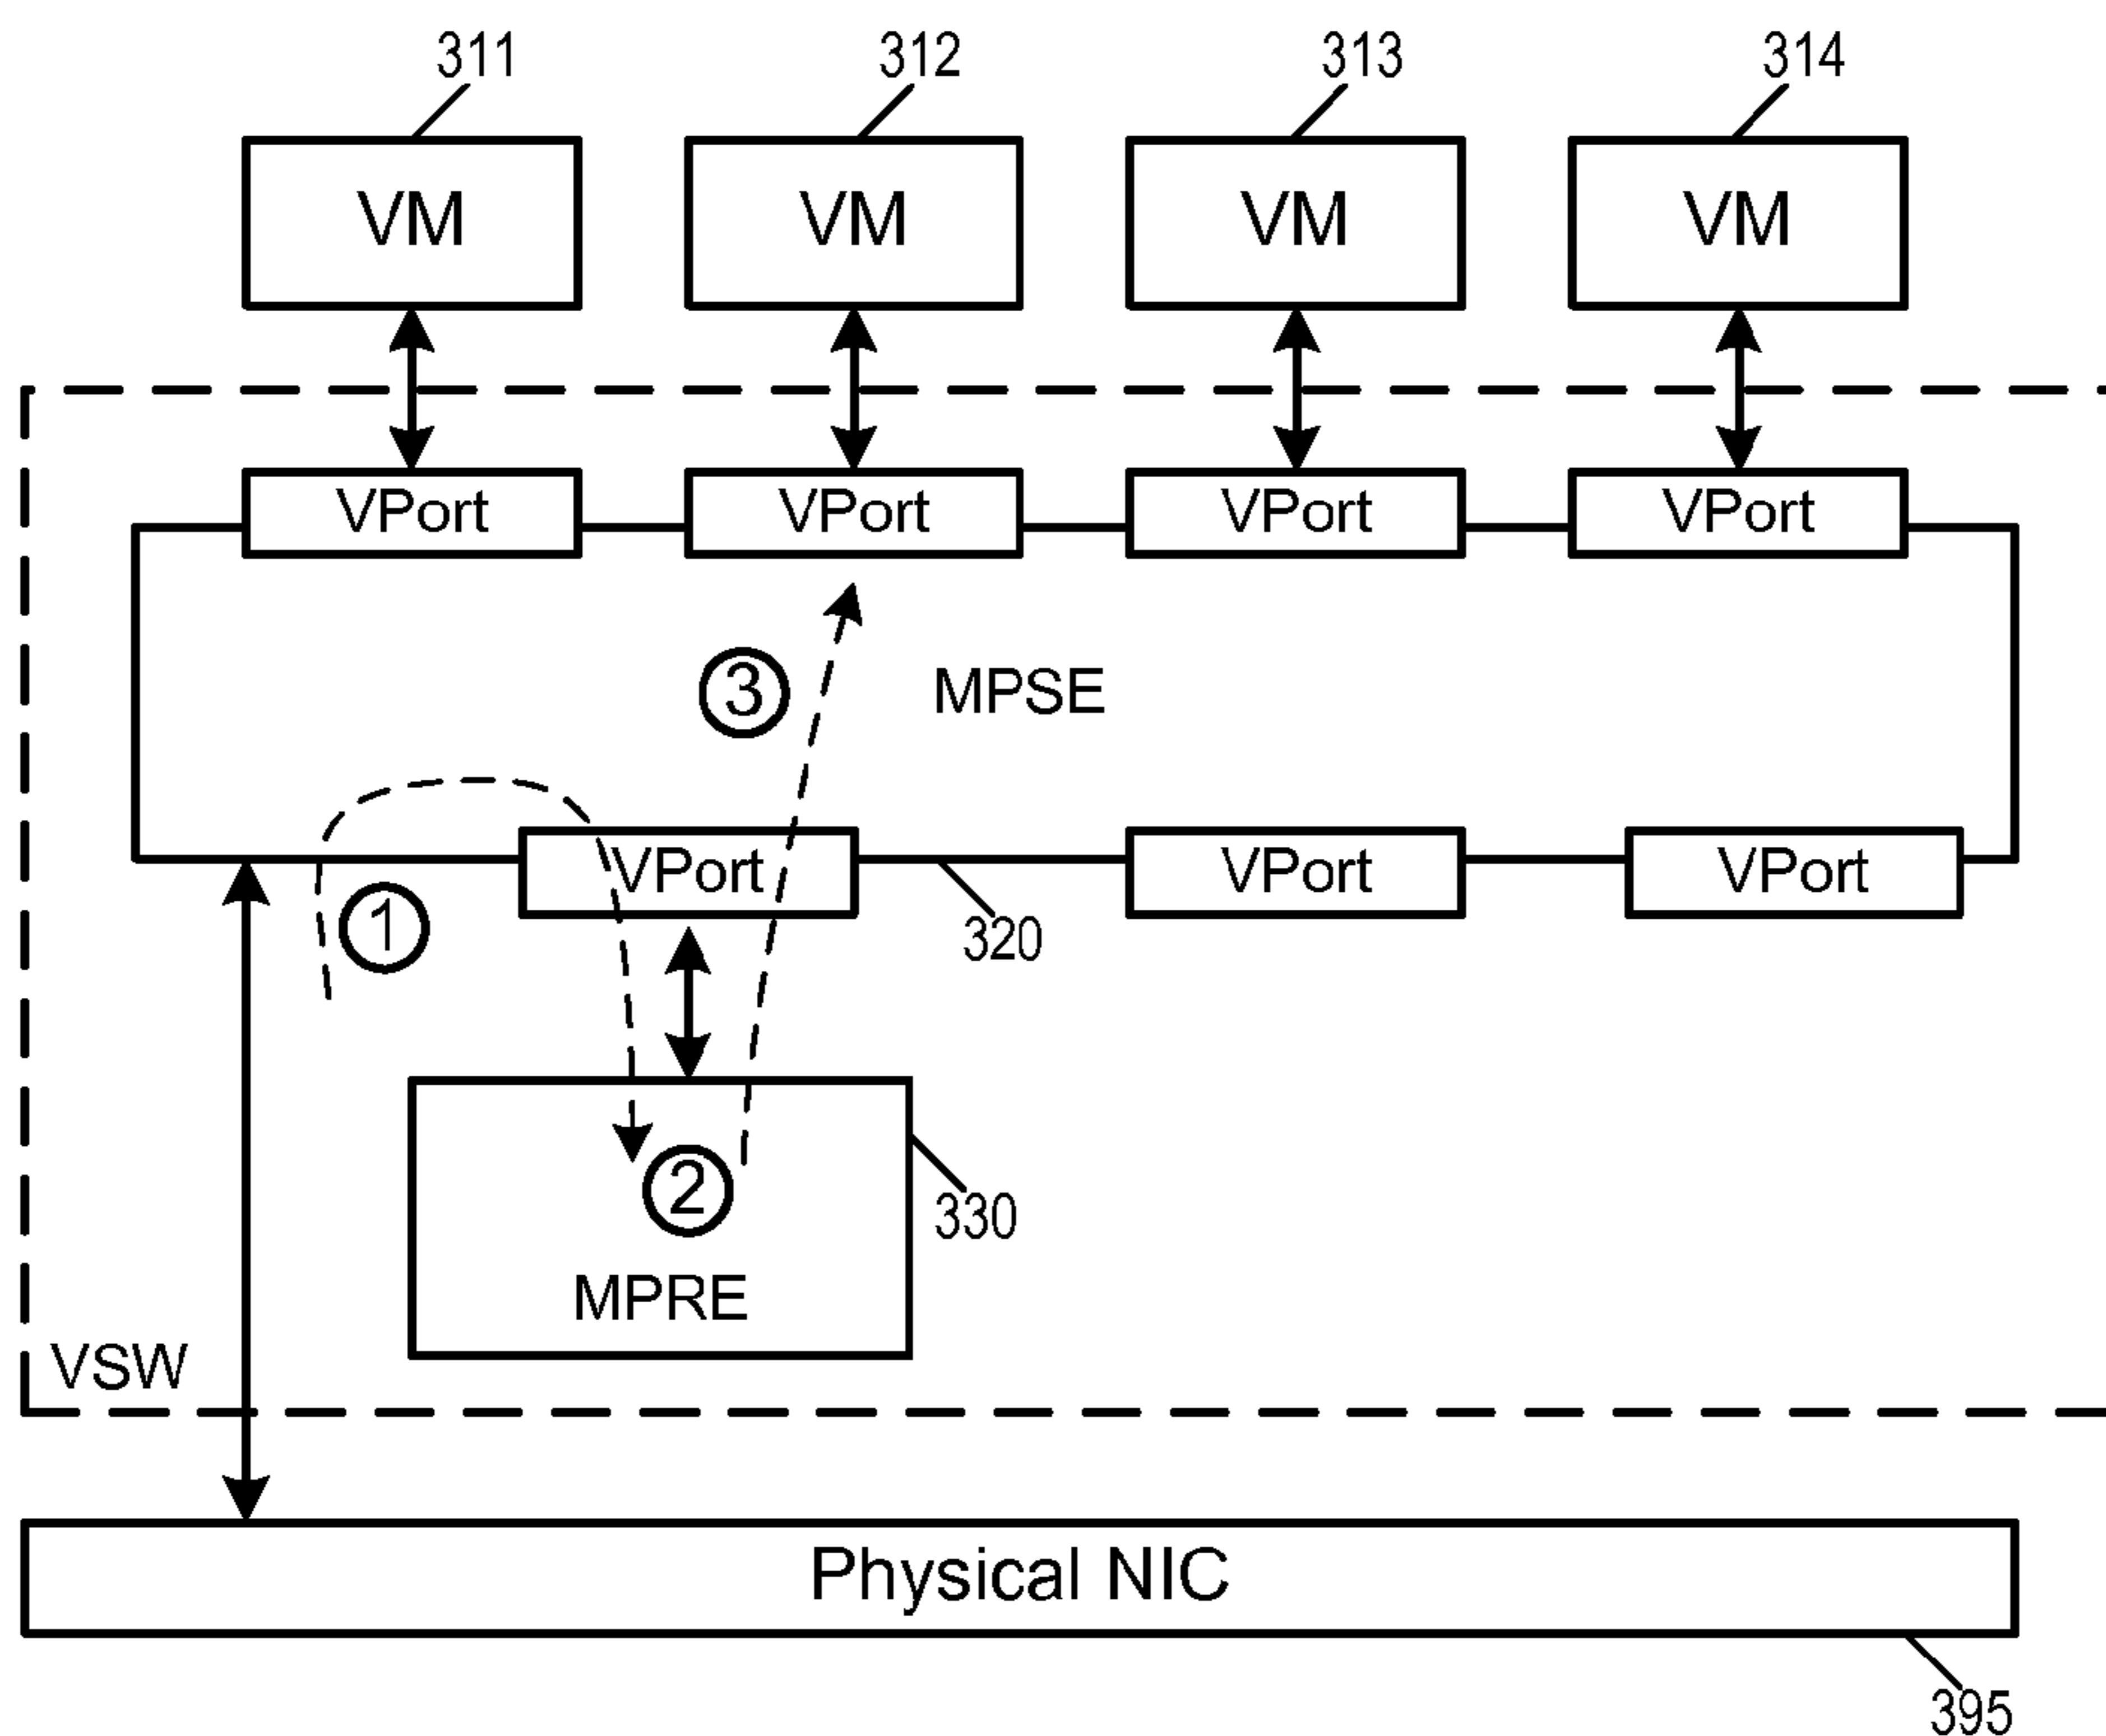 311 312 313 314
VM VM VM VM
VPort VPort VPort VPort
3 MPSE
VPort VPort VPort
1
320
2
330
MPRE
VSW
Physical NIC
395